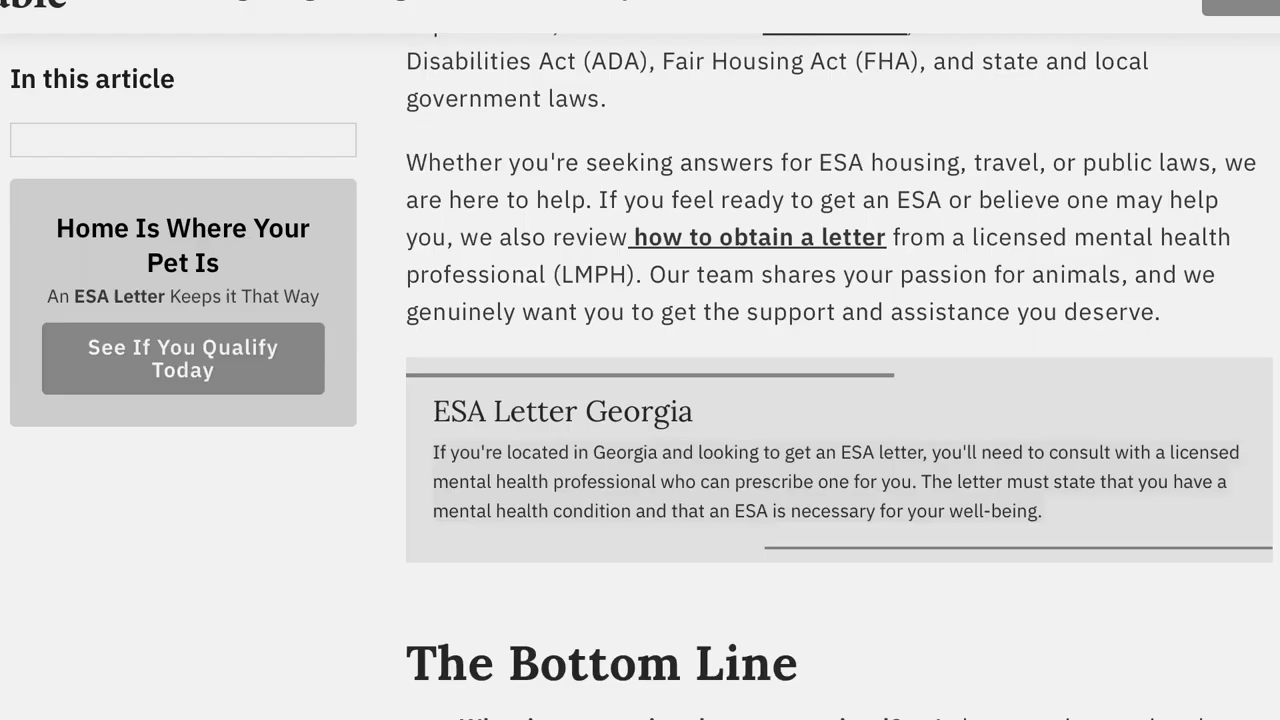 In this article
Home Is Where Your
Pet Is
An ESA Letter Keeps it That Way
See If You Qualify
Today
Disabilities Act (ADA), Fair Housing Act (FHA), and state and local
government laws.
Whether you're seeking answers for ESA housing, travel, or public laws, we
are here to help. If you feel ready to get an ESA or believe one may help
you, we also review how to obtain a letter from a licensed mental health
professional (LMPH). Our team shares your passion for animals, and we
genuinely want you to get the support and assistance you deserve.
ESA Letter Georgia
If you're located in Georgia and looking to get an ESA letter, you'll need to consult with a licensed
mental health professional who can prescribe one for you. The letter must state that you have a
mental health condition and that an ESA is necessary for your well-being.
The Bottom Line